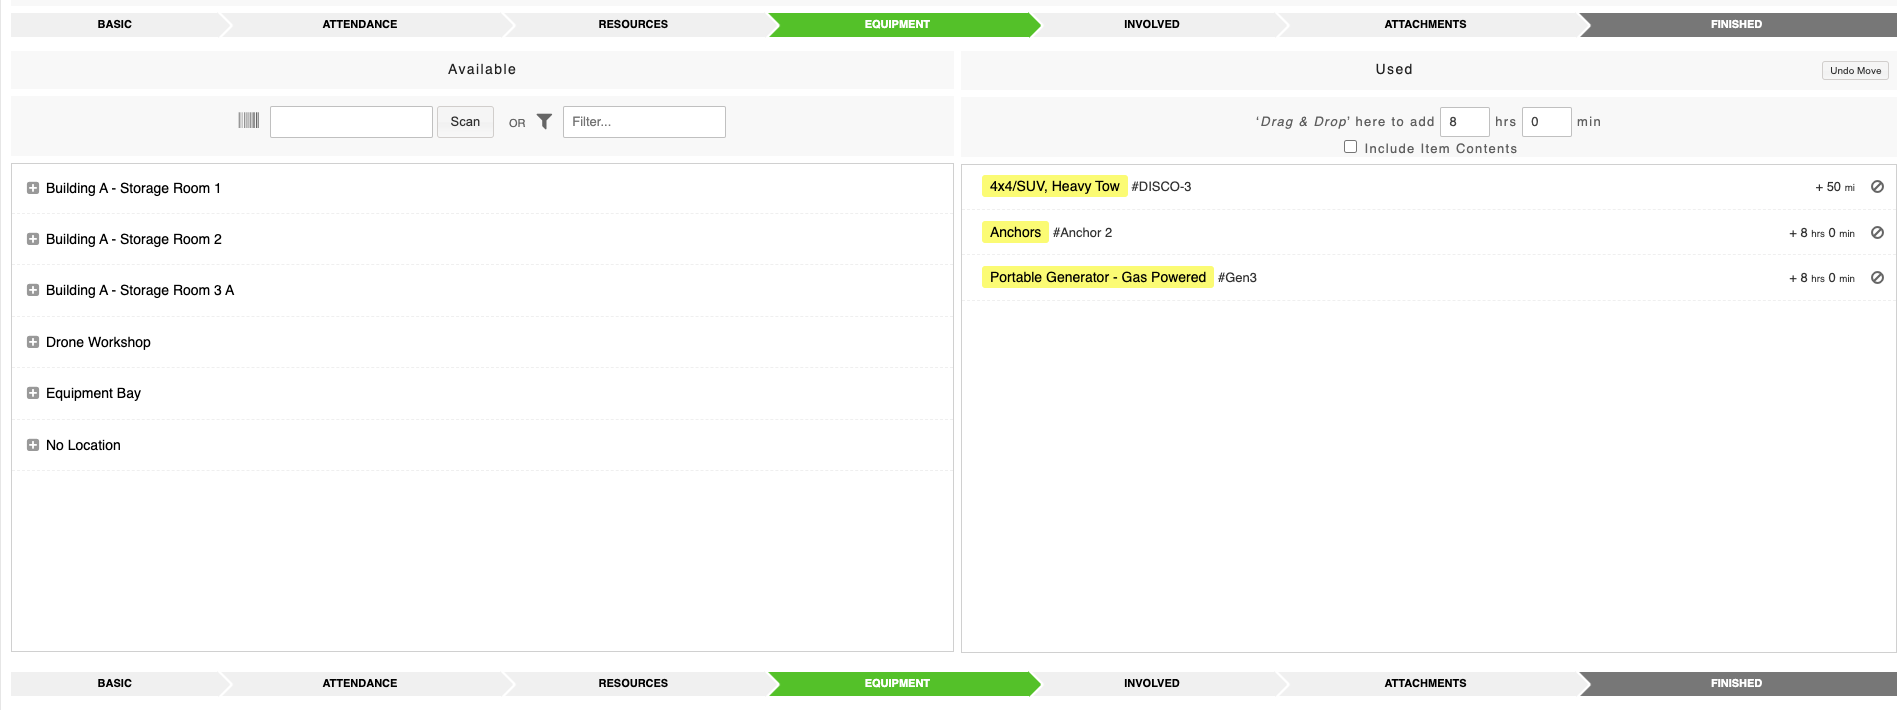 BASIC ATTENDANCE RESOURCES EQUIPMENT INVOLVED ATTACHMENTS FINISHED
Available
Scan OR Filter...
Building A - Storage Room 1
Building A - Storage Room 2
Building A - Storage Room 3 A
Drone Workshop
Equipment Bay
No Location
Used Undo Move
'Drag & Drop' here to add 8 hrs 0 min
Include Item Contents
4x4/SUV, Heavy Tow #DISCO-3 + 50 mi
Anchors #Anchor 2 + 8 hrs 0 min
Portable Generator - Gas Powered #Gen3 + 8 hrs 0 min
BASIC ATTENDANCE RESOURCES EQUIPMENT INVOLVED ATTACHMENTS FINISHED